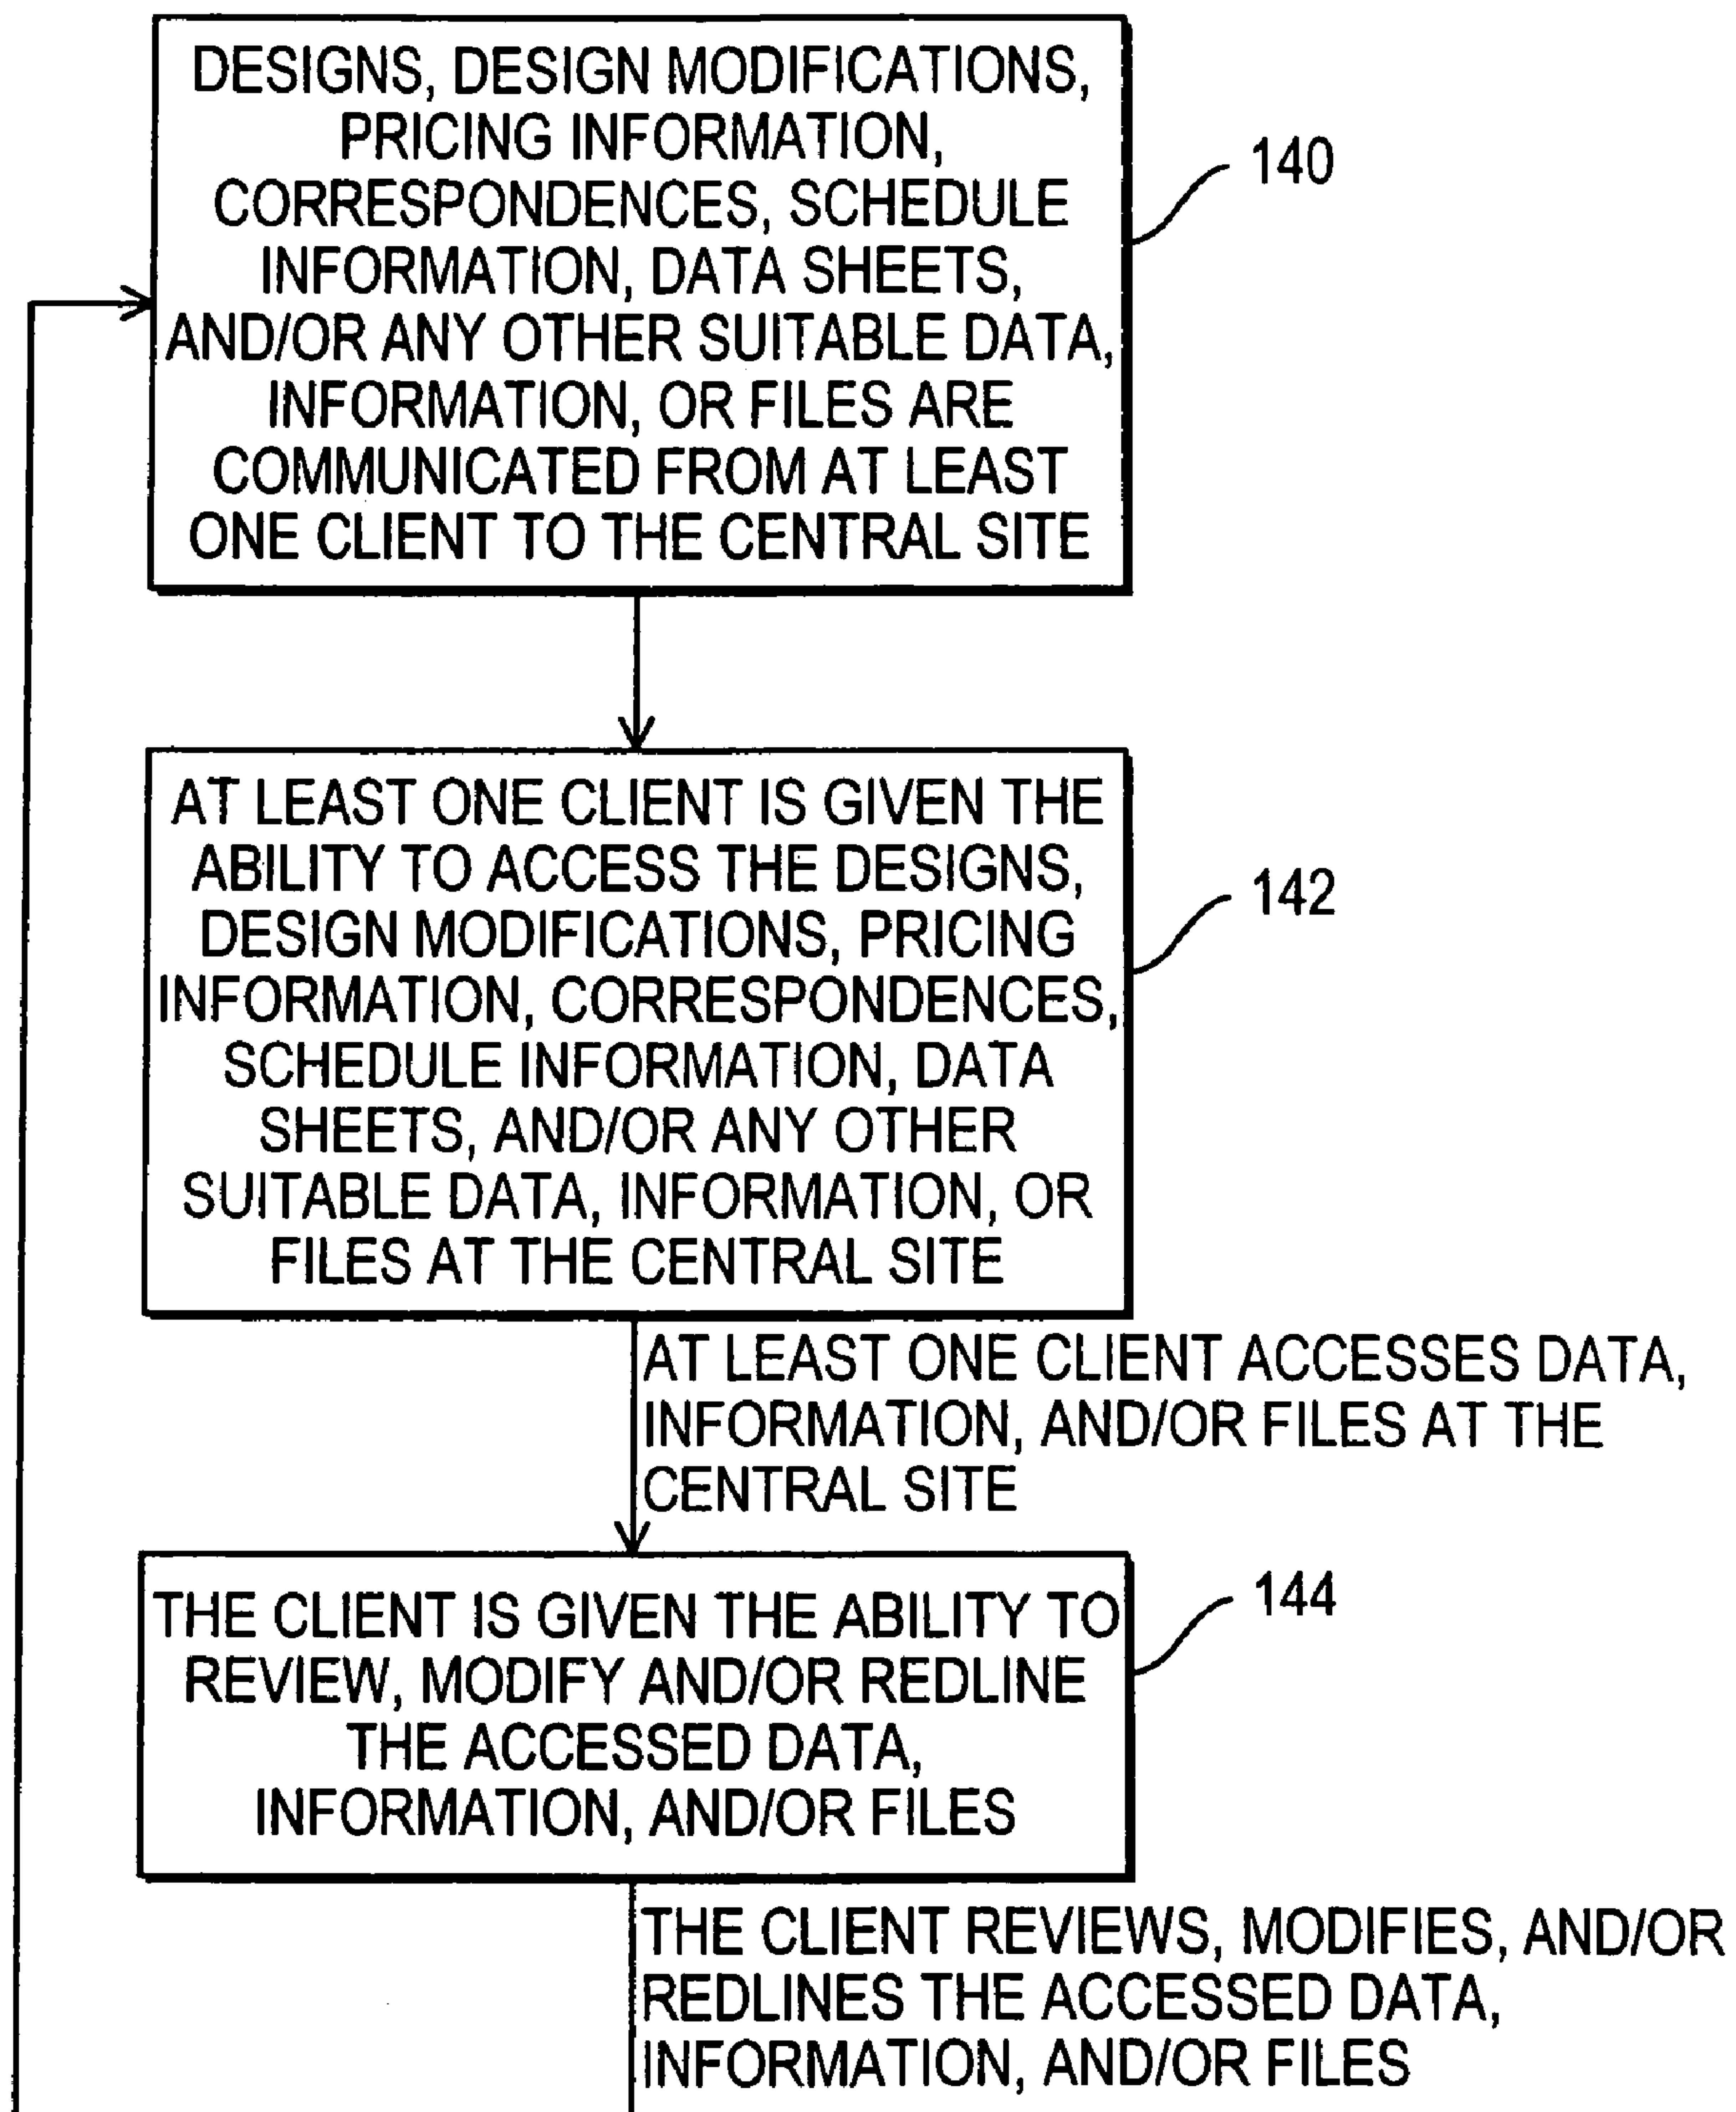 DESIGNS, DESIGN MODIFICATIONS,
PRICING INFORMATION,
CORRESPONDENCES, SCHEDULE
INFORMATION, DATA SHEETS,
AND/OR ANY OTHER SUITABLE DATA,
INFORMATION, OR FILES ARE
COMMUNICATED FROM AT LEAST
ONE CLIENT TO THE CENTRAL SITE
140
AT LEAST ONE CLIENT IS GIVEN THE
ABILITY TO ACCESS THE DESIGNS,
DESIGN MODIFICATIONS, PRICING
INFORMATION, CORRESPONDENCES,
SCHEDULE INFORMATION, DATA
SHEETS, AND/OR ANY OTHER
SUITABLE DATA, INFORMATION, OR
FILES AT THE CENTRAL SITE
142
AT LEAST ONE CLIENT ACCESSES DATA,
INFORMATION, AND/OR FILES AT THE
CENTRAL SITE
THE CLIENT IS GIVEN THE ABILITY TO
REVIEW, MODIFY AND/OR REDLINE
THE ACCESSED DATA,
INFORMATION, AND/OR FILES
144
THE CLIENT REVIEWS, MODIFIES, AND/OR
REDLINES THE ACCESSED DATA,
INFORMATION, AND/OR FILES